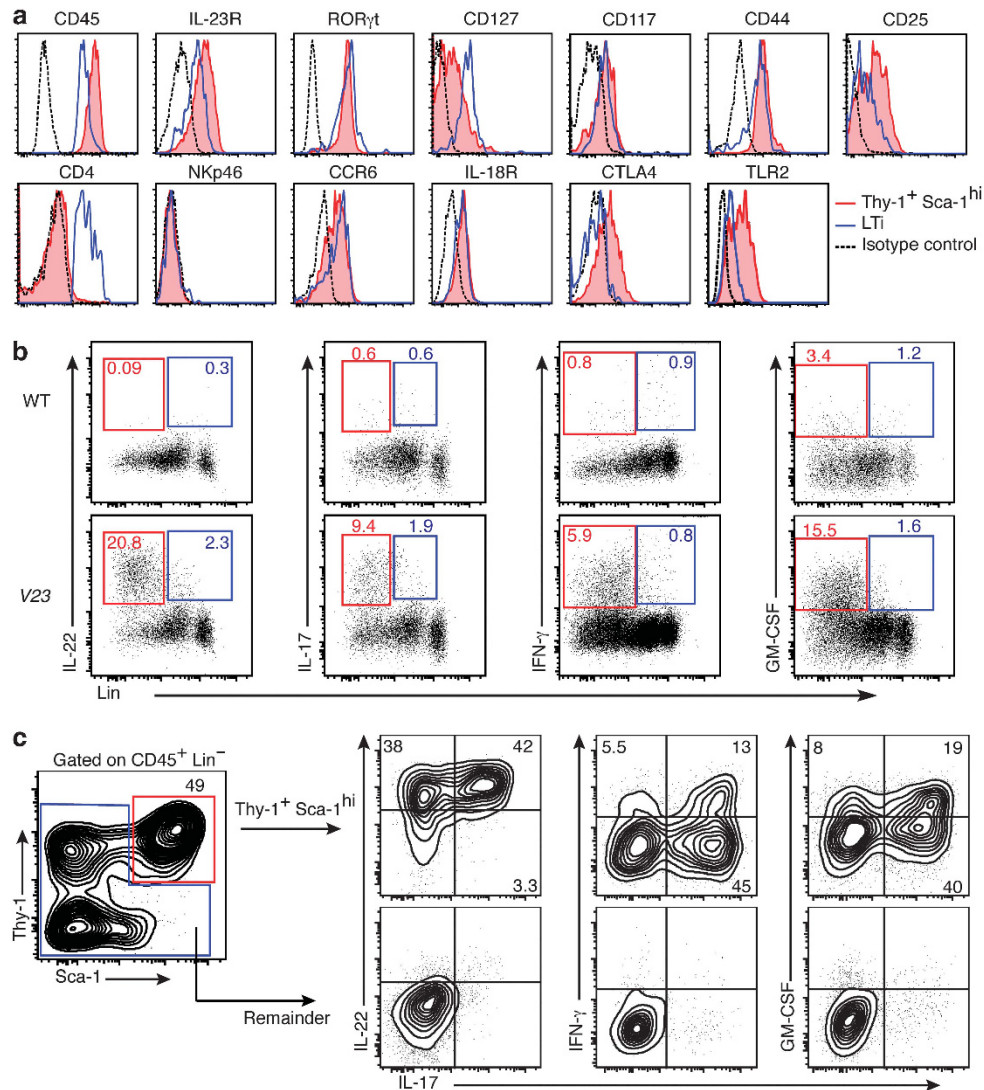 a
CD45 IL-23R RORγt CD127 CD117 CD44 CD25
CD4 NKp46 CCR6 IL-18R CTLA4 TLR2
Thy-1+ Sca-1hi
LTi
Isotype control
b
WT
0.09 0.3
0.6 0.6
0.8 0.9
3.4 1.2
V23
20.8 2.3
9.4 1.9
5.9 0.8
15.5 1.6
IL-22
IL-17
IFN-γ
GM-CSF
Lin
c
Gated on CD45+ Lin−
49
Thy-1
Sca-1
Thy-1+ Sca-1hi
Remainder
38 42
3.3
5.5 13
45
8 19
40
IL-22
IFN-γ
GM-CSF
IL-17